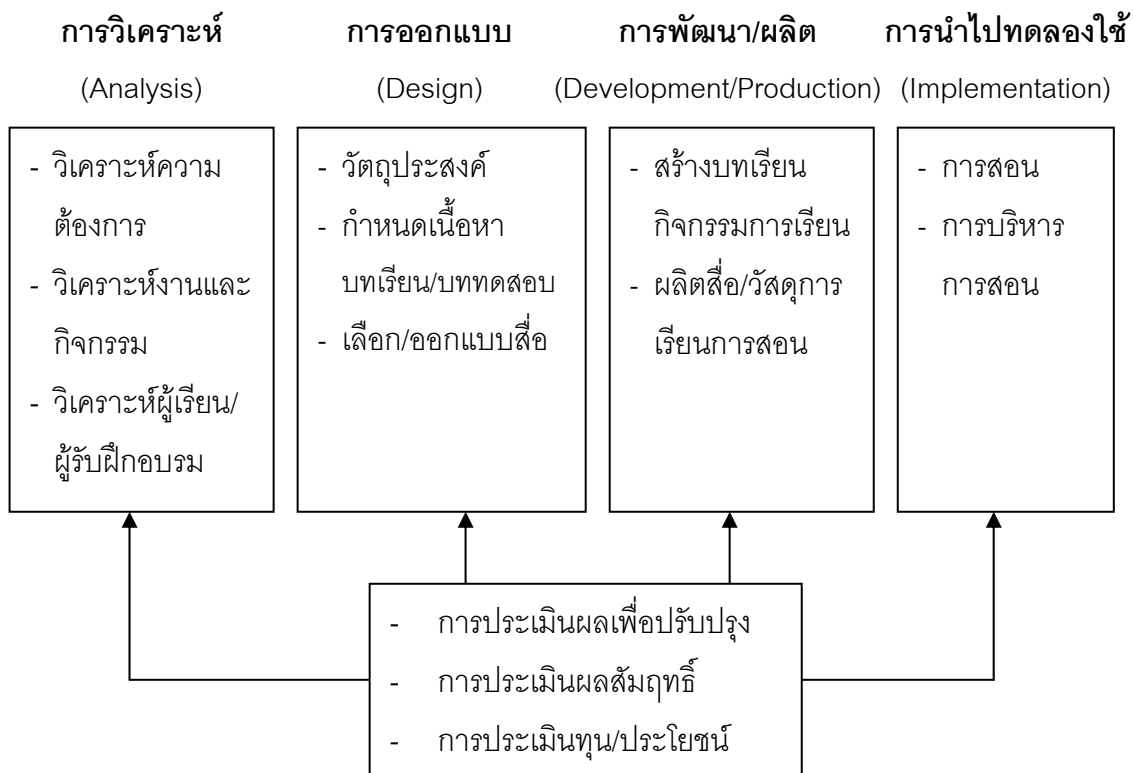 การวิเคราะห์
(Analysis)
- วิเคราะห์ความ
ต้องการ
- วิเคราะห์งานและ
กิจกรรม
- วิเคราะห์ผู้เรียน/
ผู้รับฝึกอบรม
การออกแบบ
(Design)
- วัตถุประสงค์
- กำหนดเนื้อหา
บทเรียน/บททดสอบ
- เลือก/ออกแบบสื่อ
การพัฒนา/ผลิต
(Development/Production)
- สร้างบทเรียน
กิจกรรมการเรียน
- ผลิตสื่อ/วัสดุการ
เรียนการสอน
การนำไปทดลองใช้
(Implementation)
- การสอน
- การบริหาร
การสอน
- การประเมินผลเพื่อปรับปรุง
- การประเมินผลสัมฤทธิ์
- การประเมินทุน/ประโยชน์